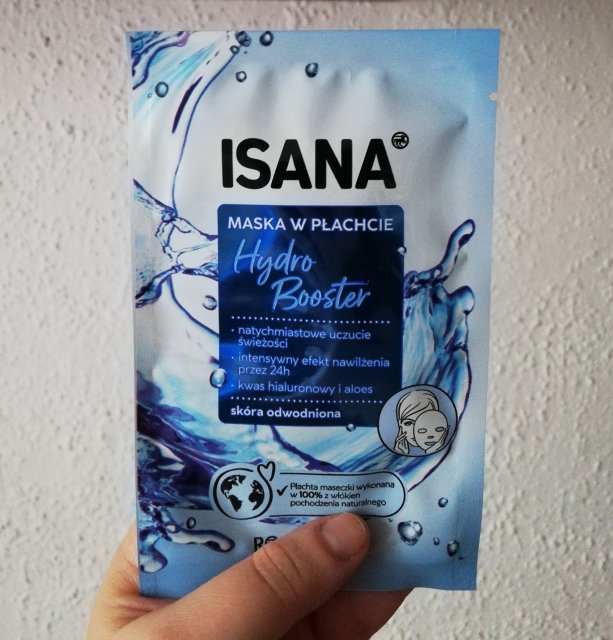 ISANA
MASKA W PŁACHCIE
Hydro
Booster
• natychmiastowe uczucie
świeżości
• intensywny efekt nawilżenia
przez 24h
• kwas hialuronowy i aloes
skóra odwodniona
✓ Płachta maseczki wykonana
w 100% z włókien
pochodzenia naturalnego